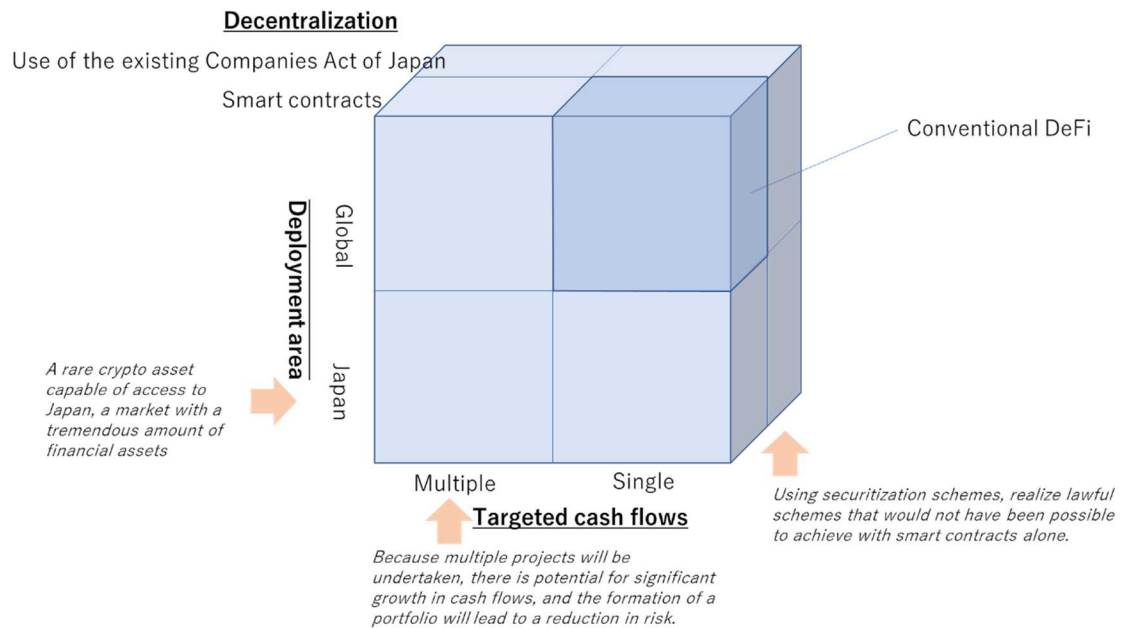 Decentralization
Use of the existing Companies Act of Japan
Smart contracts
Conventional DeFi
Deployment area
Global
Japan
A rare crypto asset
capable of access to
Japan, a market with a
tremendous amount of
financial assets
Multiple
Single
Targeted cash flows
Because multiple projects will be
undertaken, there is potential for significant
growth in cash flows, and the formation of a
portfolio will lead to a reduction in risk.
Using securitization schemes, realize lawful
schemes that would not have been possible
to achieve with smart contracts alone.